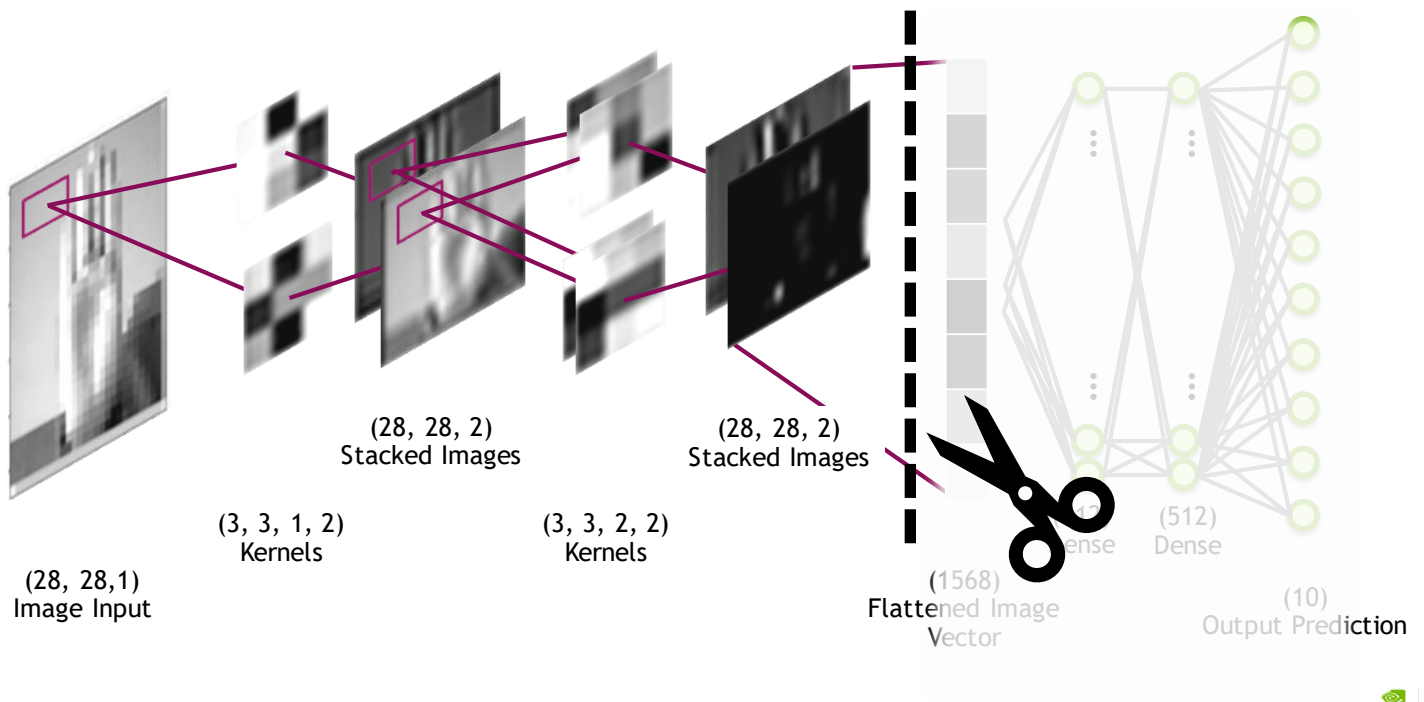 (28, 28,1)
Image Input
(3, 3, 1, 2)
Kernels
(28, 28, 2)
Stacked Images
(3, 3, 2, 2)
Kernels
(28, 28, 2)
Stacked Images
(1568)
Flattened Image
Vector
(512)
Dense
(10)
Output Prediction